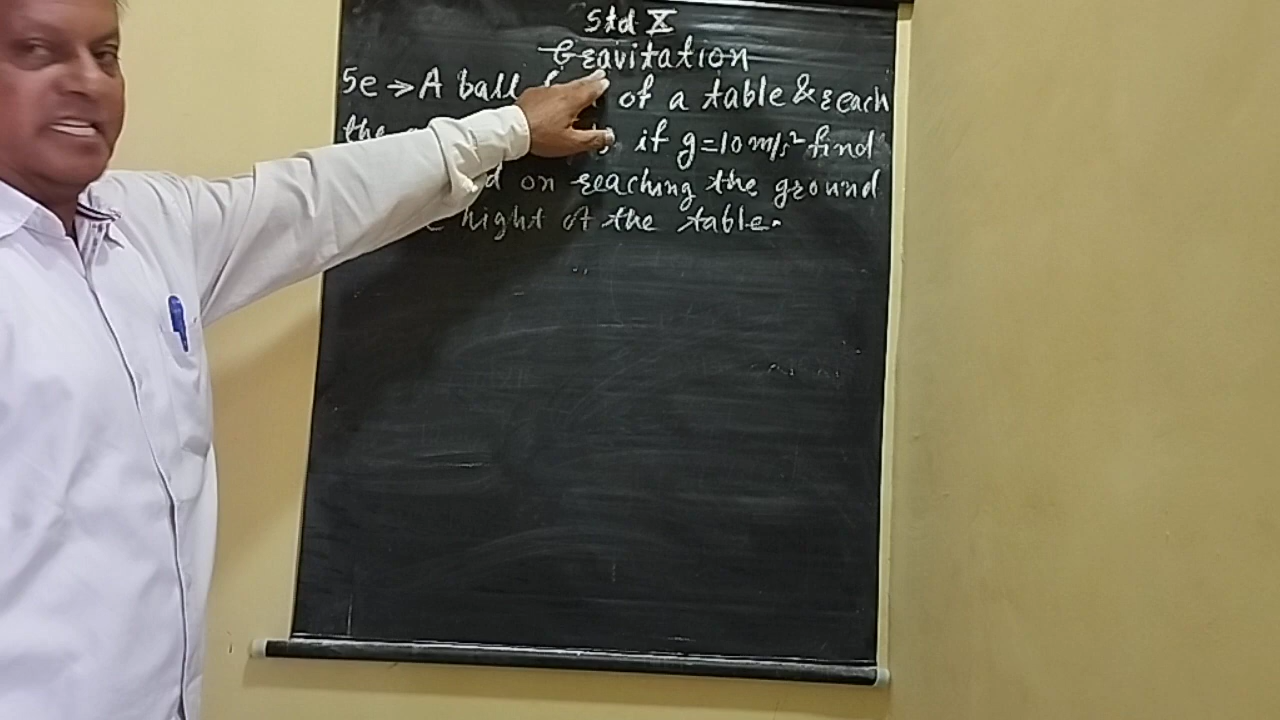 Std X
Gravitation
5e → A ball of a table & reach
the if g=10m/s² find
on reaching the ground
hight of the table.